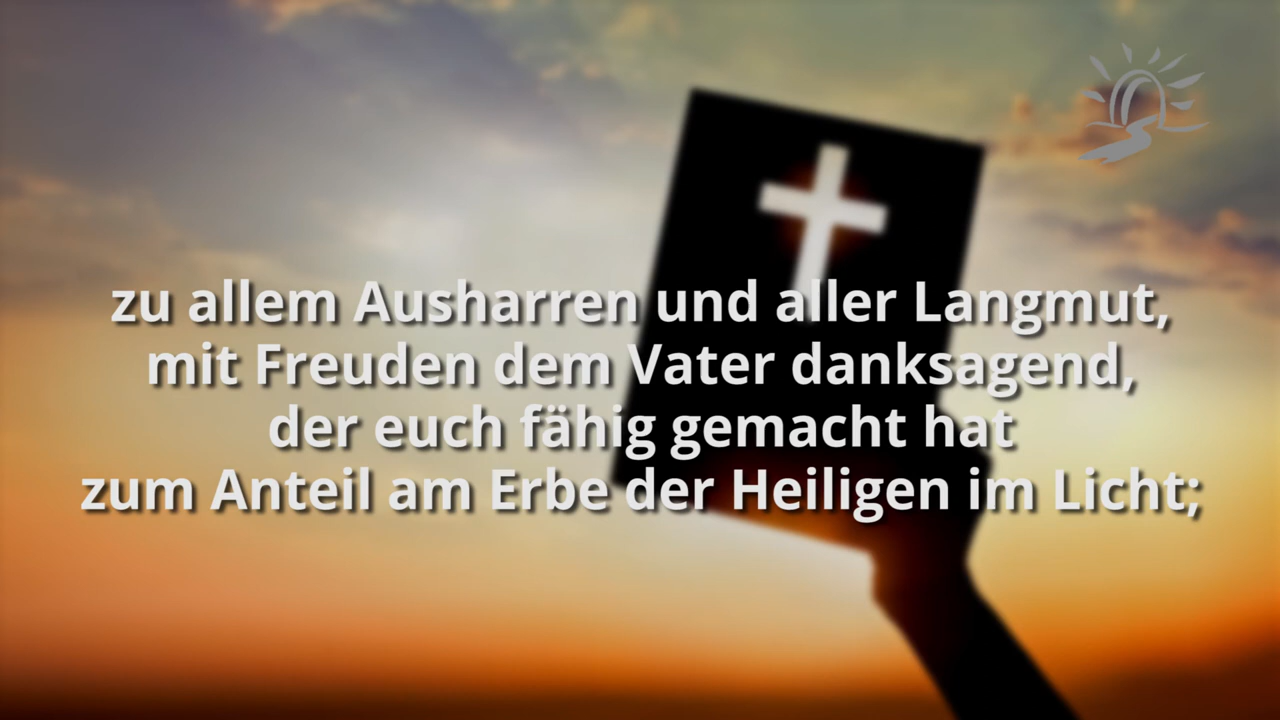 zu allem Ausharren und aller Langmut,
mit Freuden dem Vater danksagend,
der euch fähig gemacht hat
zum Anteil am Erbe der Heiligen im Licht;